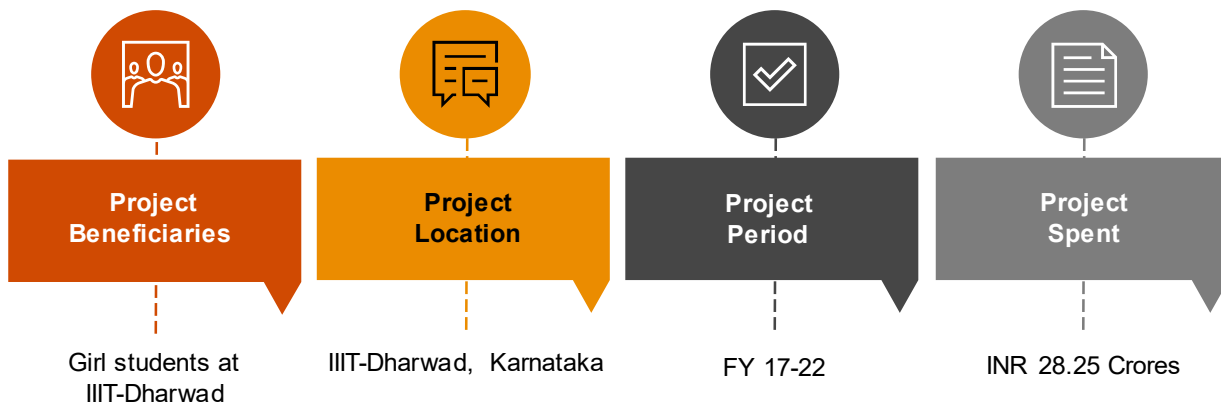 Project
Beneficiaries
Project
Location
Project
Period
Project
Spent
Girl students at
IIIT-Dharwad
IIIT-Dharwad, Karnataka
FY 17-22
INR 28.25 Crores